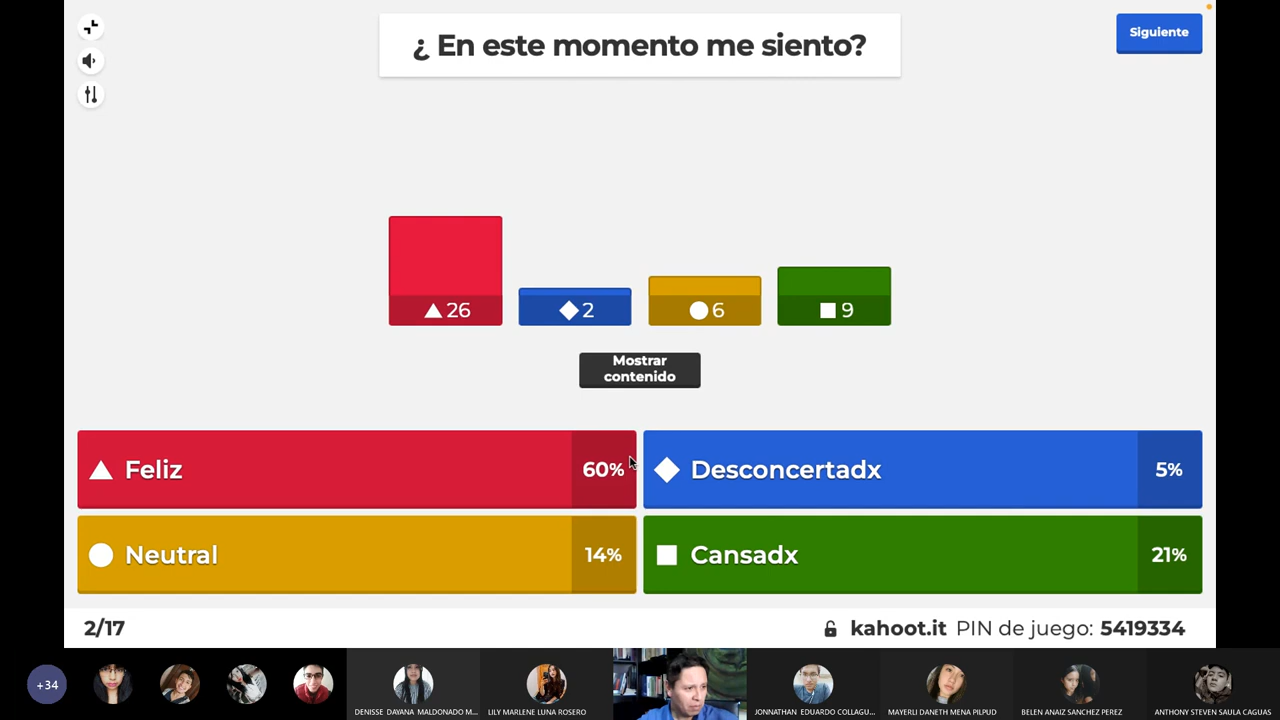 ¿ En este momento me siento?
Siguiente
26
2
6
9
Mostrar
contenido
Feliz
60%
Desconcertadx
5%
Neutral
14%
Cansadx
21%
2/17
kahoot.it PIN de juego: 5419334
+34
DENISSE DAYANA MALDONADO M...
LILY MARLENE LUNA ROSERO
JONNATHAN EDUARDO COLLAGU...
MAYERLI DANETH MENA PILPUD
BELEN ANAIZ SANCHEZ PEREZ
ANTHONY STEVEN SAULA CAGUAS